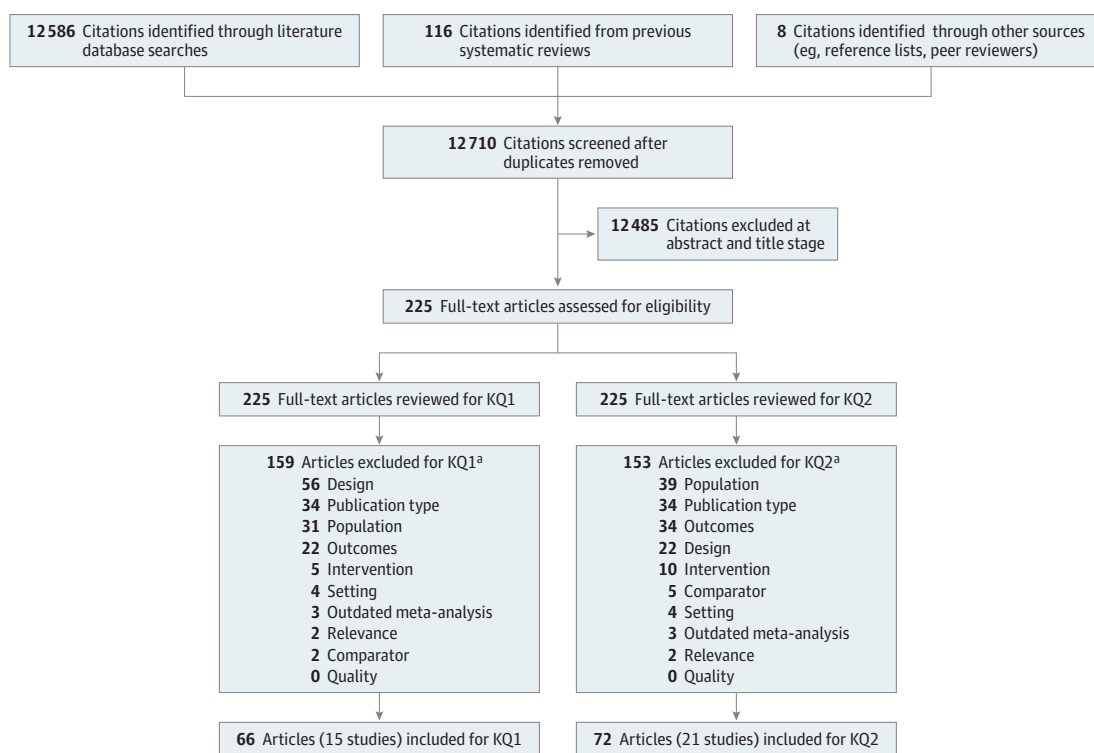 12 586 Citations identified through literature
database searches
116 Citations identified from previous
systematic reviews
8 Citations identified through other sources
(eg, reference lists, peer reviewers)
12 710 Citations screened after
duplicates removed
12 485 Citations excluded at
abstract and title stage
225 Full-text articles assessed for eligibility
225 Full-text articles reviewed for KQ1
225 Full-text articles reviewed for KQ2
159 Articles excluded for KQ1a
56 Design
34 Publication type
31 Population
22 Outcomes
5 Intervention
4 Setting
3 Outdated meta-analysis
2 Relevance
2 Comparator
0 Quality
153 Articles excluded for KQ2a
39 Population
34 Publication type
34 Outcomes
22 Design
10 Intervention
5 Comparator
4 Setting
3 Outdated meta-analysis
2 Relevance
0 Quality
66 Articles (15 studies) included for KQ1
72 Articles (21 studies) included for KQ2